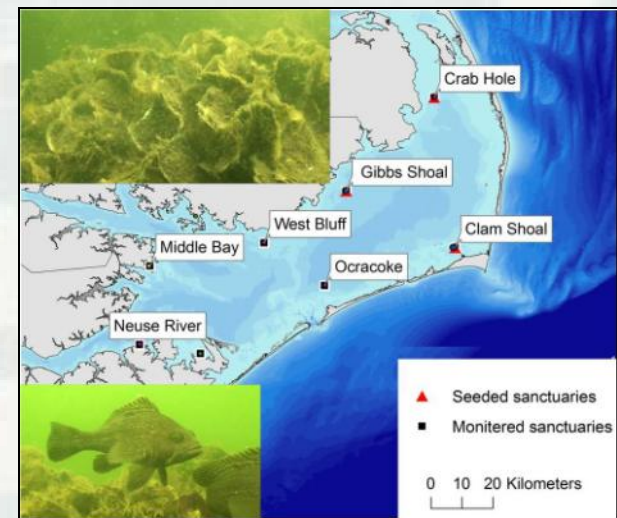 Crab Hole
Gibbs Shoal
West Bluff
Clam Shoal
Middle Bay
Ocracoke
Neuse River
Seeded sanctuaries
Monitered sanctuaries
0 10 20 Kilometers